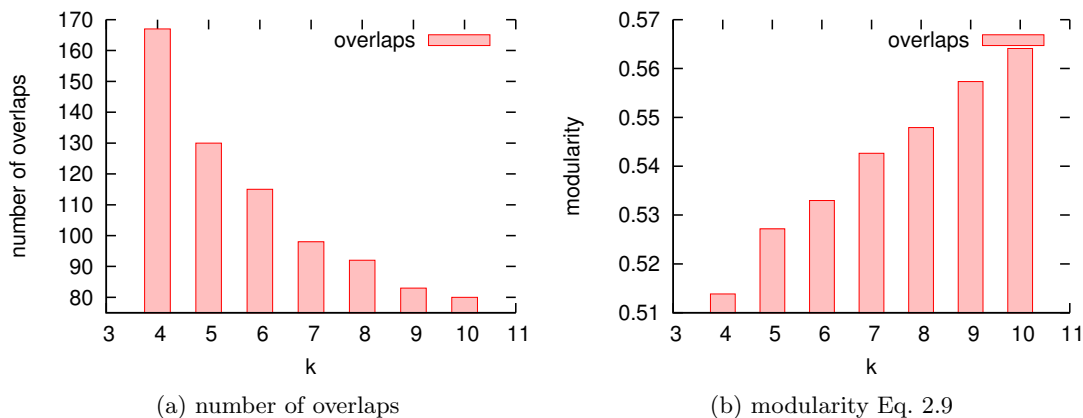 170
160
150
140
130
120
110
100
90
80
number of overlaps
overlaps
3 4 5 6 7 8 9 10 11
k
(a) number of overlaps
0.57
0.56
0.55
0.54
0.53
0.52
0.51
modularity
overlaps
3 4 5 6 7 8 9 10 11
k
(b) modularity Eq. 2.9